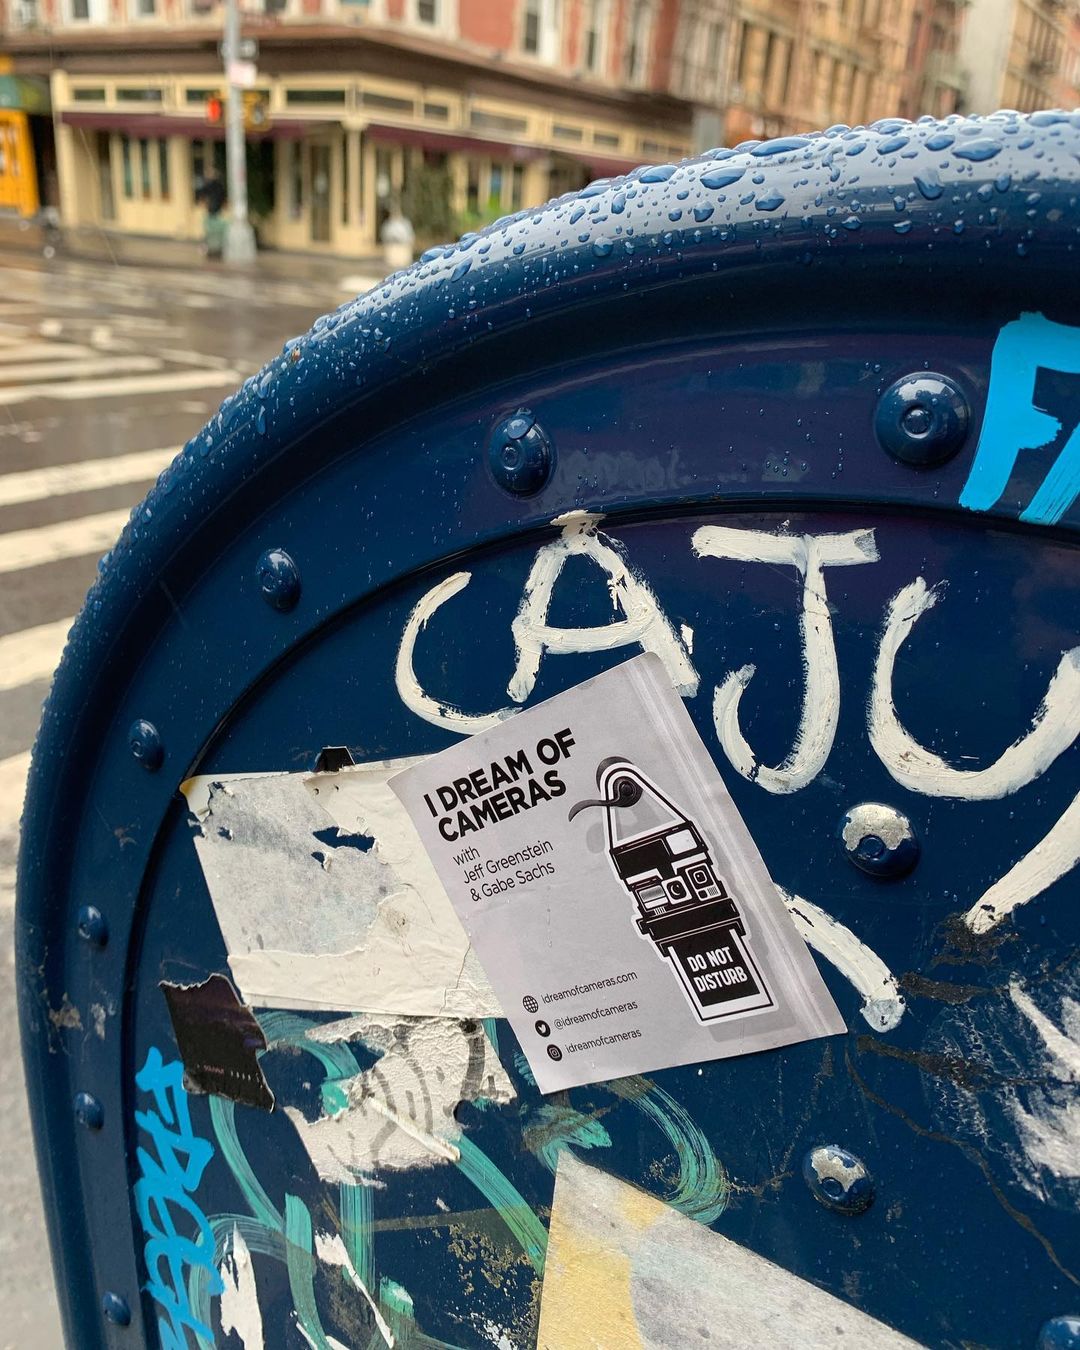 CAJU
I DREAM OF
CAMERAS
with
Jeff Greenstein
& Gabe Sachs
DO NOT
DISTURB
idreamofcameras.com
@idreamofcameras
idreamofcameras